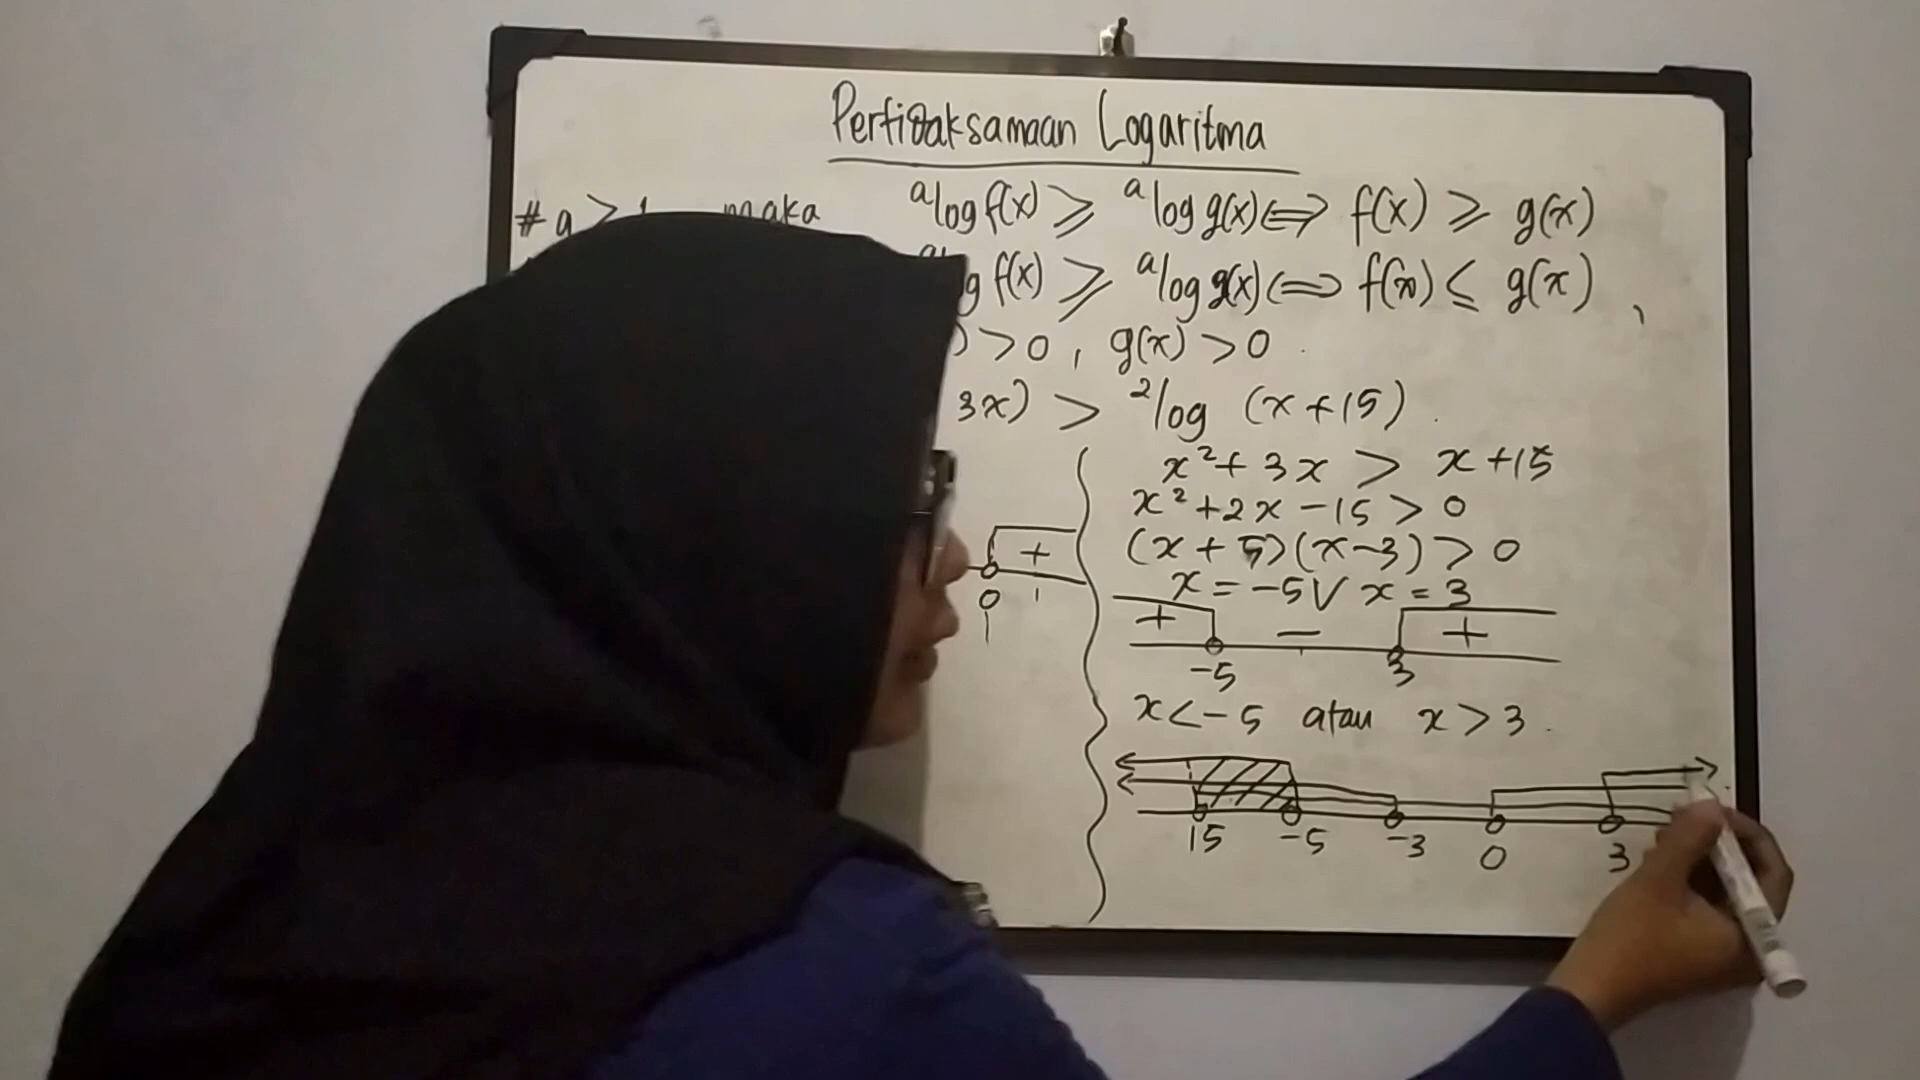 Pertidaksamaan Logaritma
# a > 1 maka ᵃlog f(x) ⩾ ᵃlog g(x) ⟺ f(x) ⩾ g(x)
g f(x) ⩾ ᵃlog g(x) ⟺ f(x) ⩽ g(x) ,
) > 0 , g(x) > 0 .
3x) > ²log (x + 15) .
x² + 3x > x + 15
x² + 2x - 15 > 0
(x + 5)(x - 3) > 0
+
x = -5 V x = 3
0
+ - +
-5 3
x < -5 atau x > 3 .
15 -5 -3 0 3